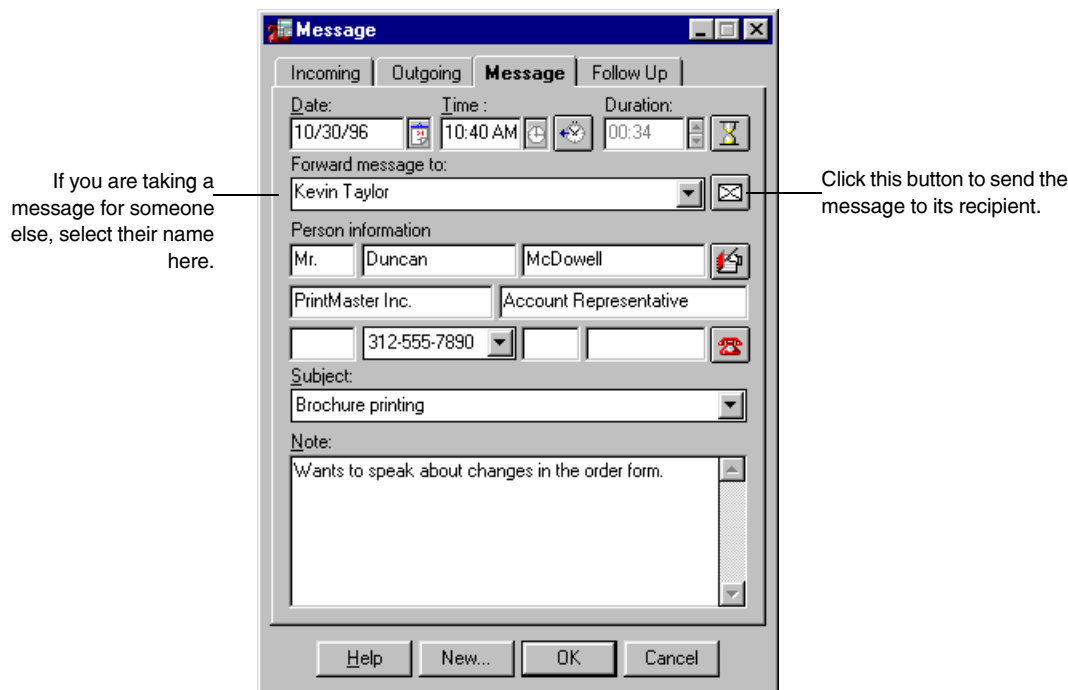 Message
Incoming Outgoing Message Follow Up
Date: Time : Duration:
10/30/96 10:40 AM 00:34
Forward message to:
Kevin Taylor
If you are taking a
message for someone
else, select their name
here.
Click this button to send the
message to its recipient.
Person information
Mr. Duncan McDowell
PrintMaster Inc. Account Representative
312-555-7890
Subject:
Brochure printing
Note:
Wants to speak about changes in the order form.
Help New... OK Cancel